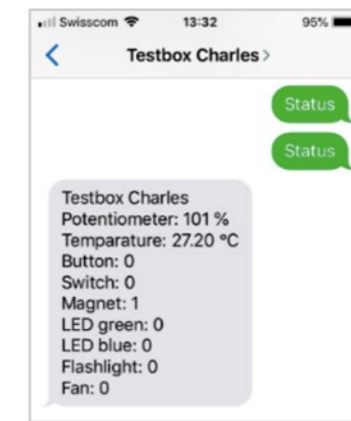 Swisscom 13:32 95%
Testbox Charles
Status
Status
Testbox Charles
Potentiometer: 101 %
Temparature: 27.20 °C
Button: 0
Switch: 0
Magnet: 1
LED green: 0
LED blue: 0
Flashlight: 0
Fan: 0